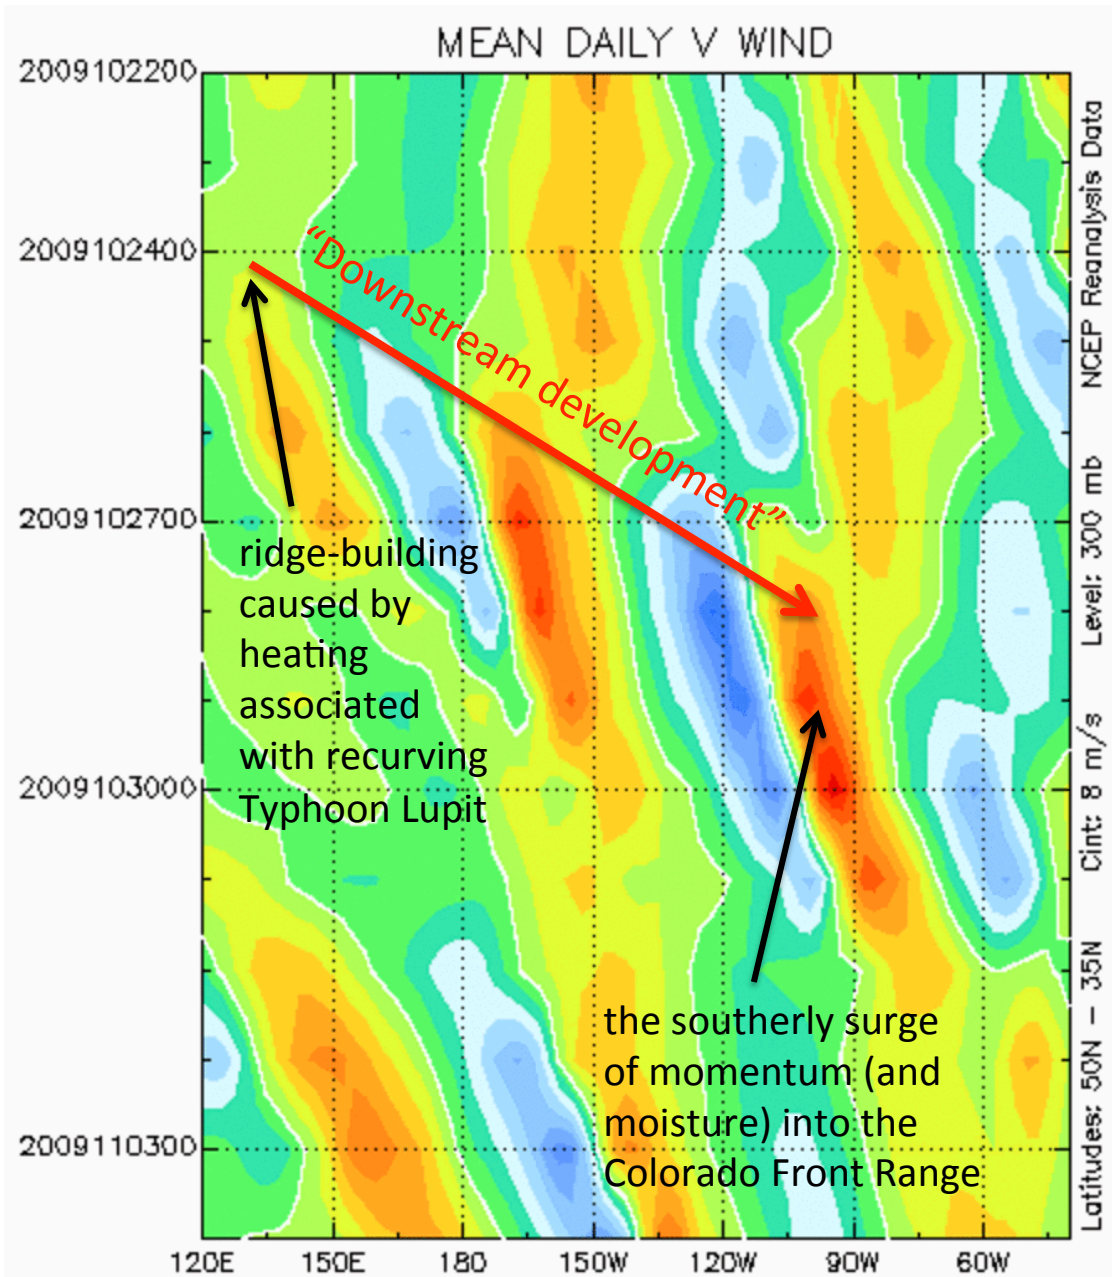 MEAN DAILY V WIND
2009102200
2009102400
2009102700
2009103000
2009110300
"Downstream development"
ridge-building
caused by
heating
associated
with recurving
Typhoon Lupit
the southerly surge
of momentum (and
moisture) into the
Colorado Front Range
120E 150E 180 150W 120W 90W 60W
Latitudes: 50N – 35N Cint: 8 m/s Level: 300 mb NCEP Reanalysis Data